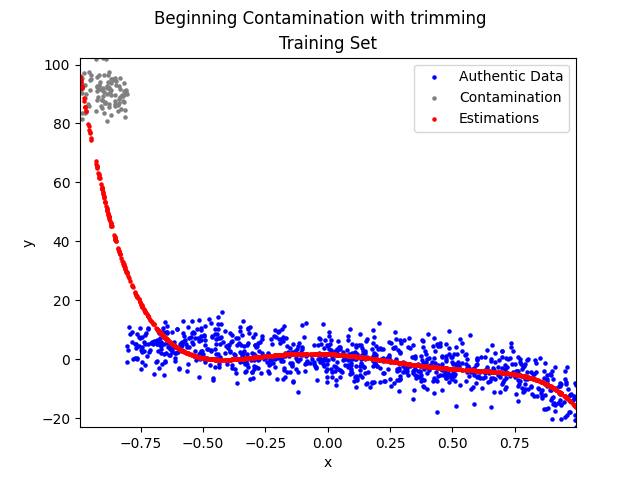 Beginning Contamination with trimming
Training Set
100
80
60
40
20
0
−20
y
Authentic Data
Contamination
Estimations
−0.75
−0.50
−0.25
0.00
0.25
0.50
0.75
x